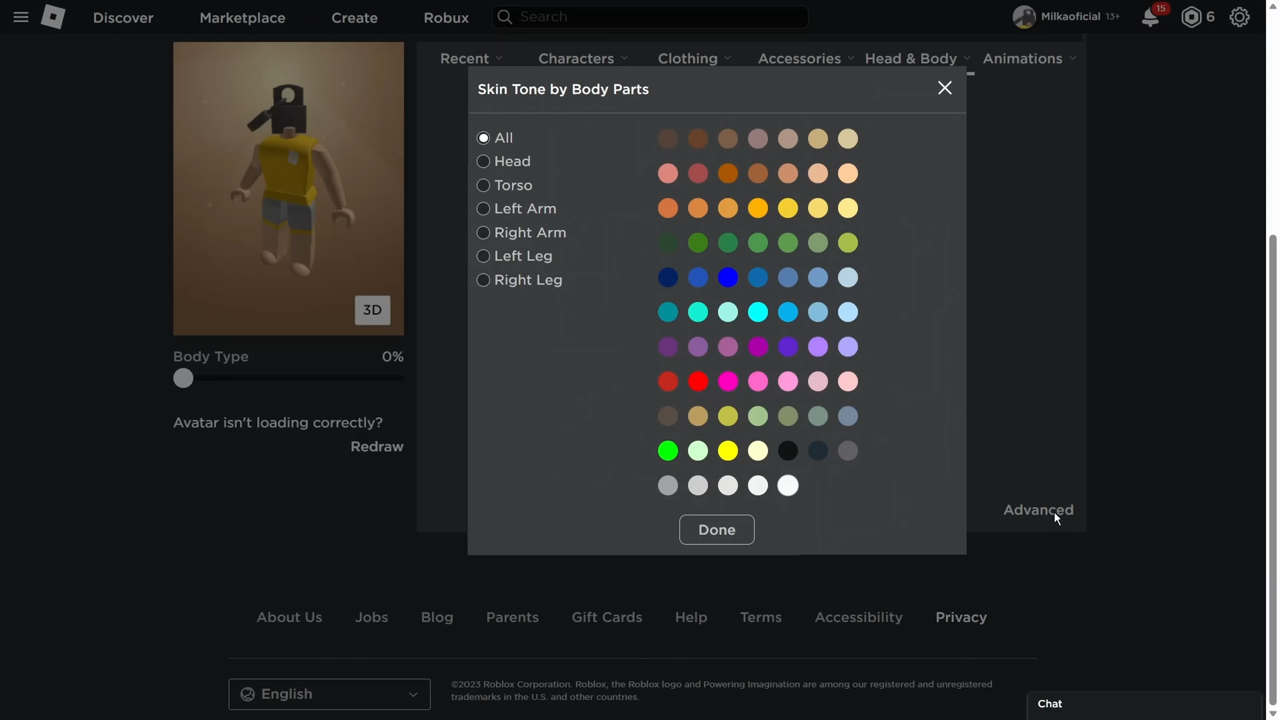 Discover Marketplace Create Robux Search Milkaoficial 13+ 15 6
Recent Characters Clothing Accessories Head & Body Animations
Skin Tone by Body Parts
All
Head
Torso
Left Arm
Right Arm
Left Leg
Right Leg
3D
Body Type 0%
Avatar isn't loading correctly?
Redraw
Advanced
Done
About Us Jobs Blog Parents Gift Cards Help Terms Accessibility Privacy
English
©2023 Roblox Corporation. Roblox, the Roblox logo and Powering Imagination are among our registered and unregistered
trademarks in the U.S. and other countries.
Chat